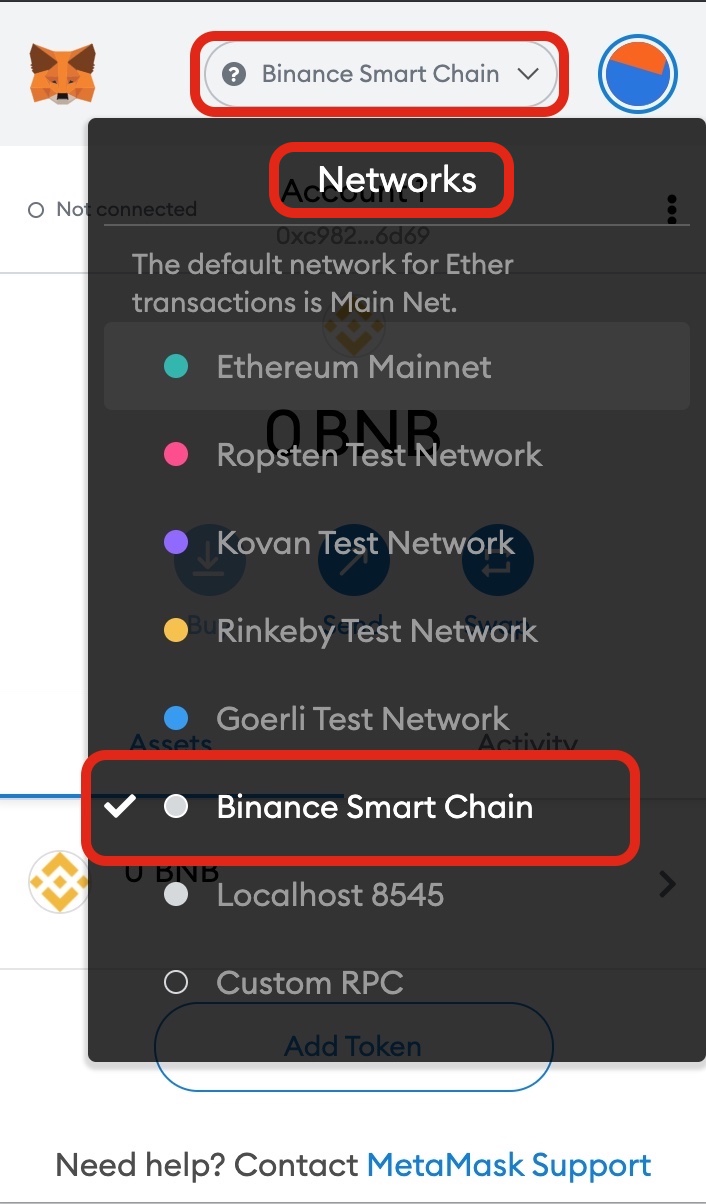 Binance Smart Chain
Networks
Account 1
Not connected
0xc982...6d69
The default network for Ether
transactions is Main Net.
Ethereum Mainnet
0 BNB
Ropsten Test Network
Kovan Test Network
Buy
Send
Swap
Rinkeby Test Network
Goerli Test Network
Assets
Activity
Binance Smart Chain
0 BNB
Localhost 8545
Custom RPC
Add Token
Need help? Contact MetaMask Support